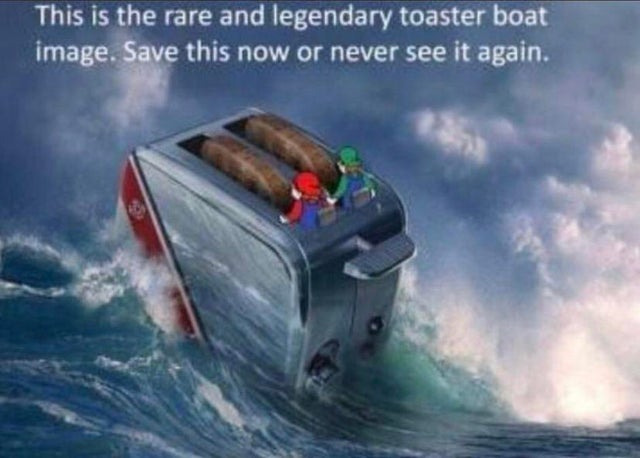 This is the rare and legendary toaster boat
image. Save this now or never see it again.